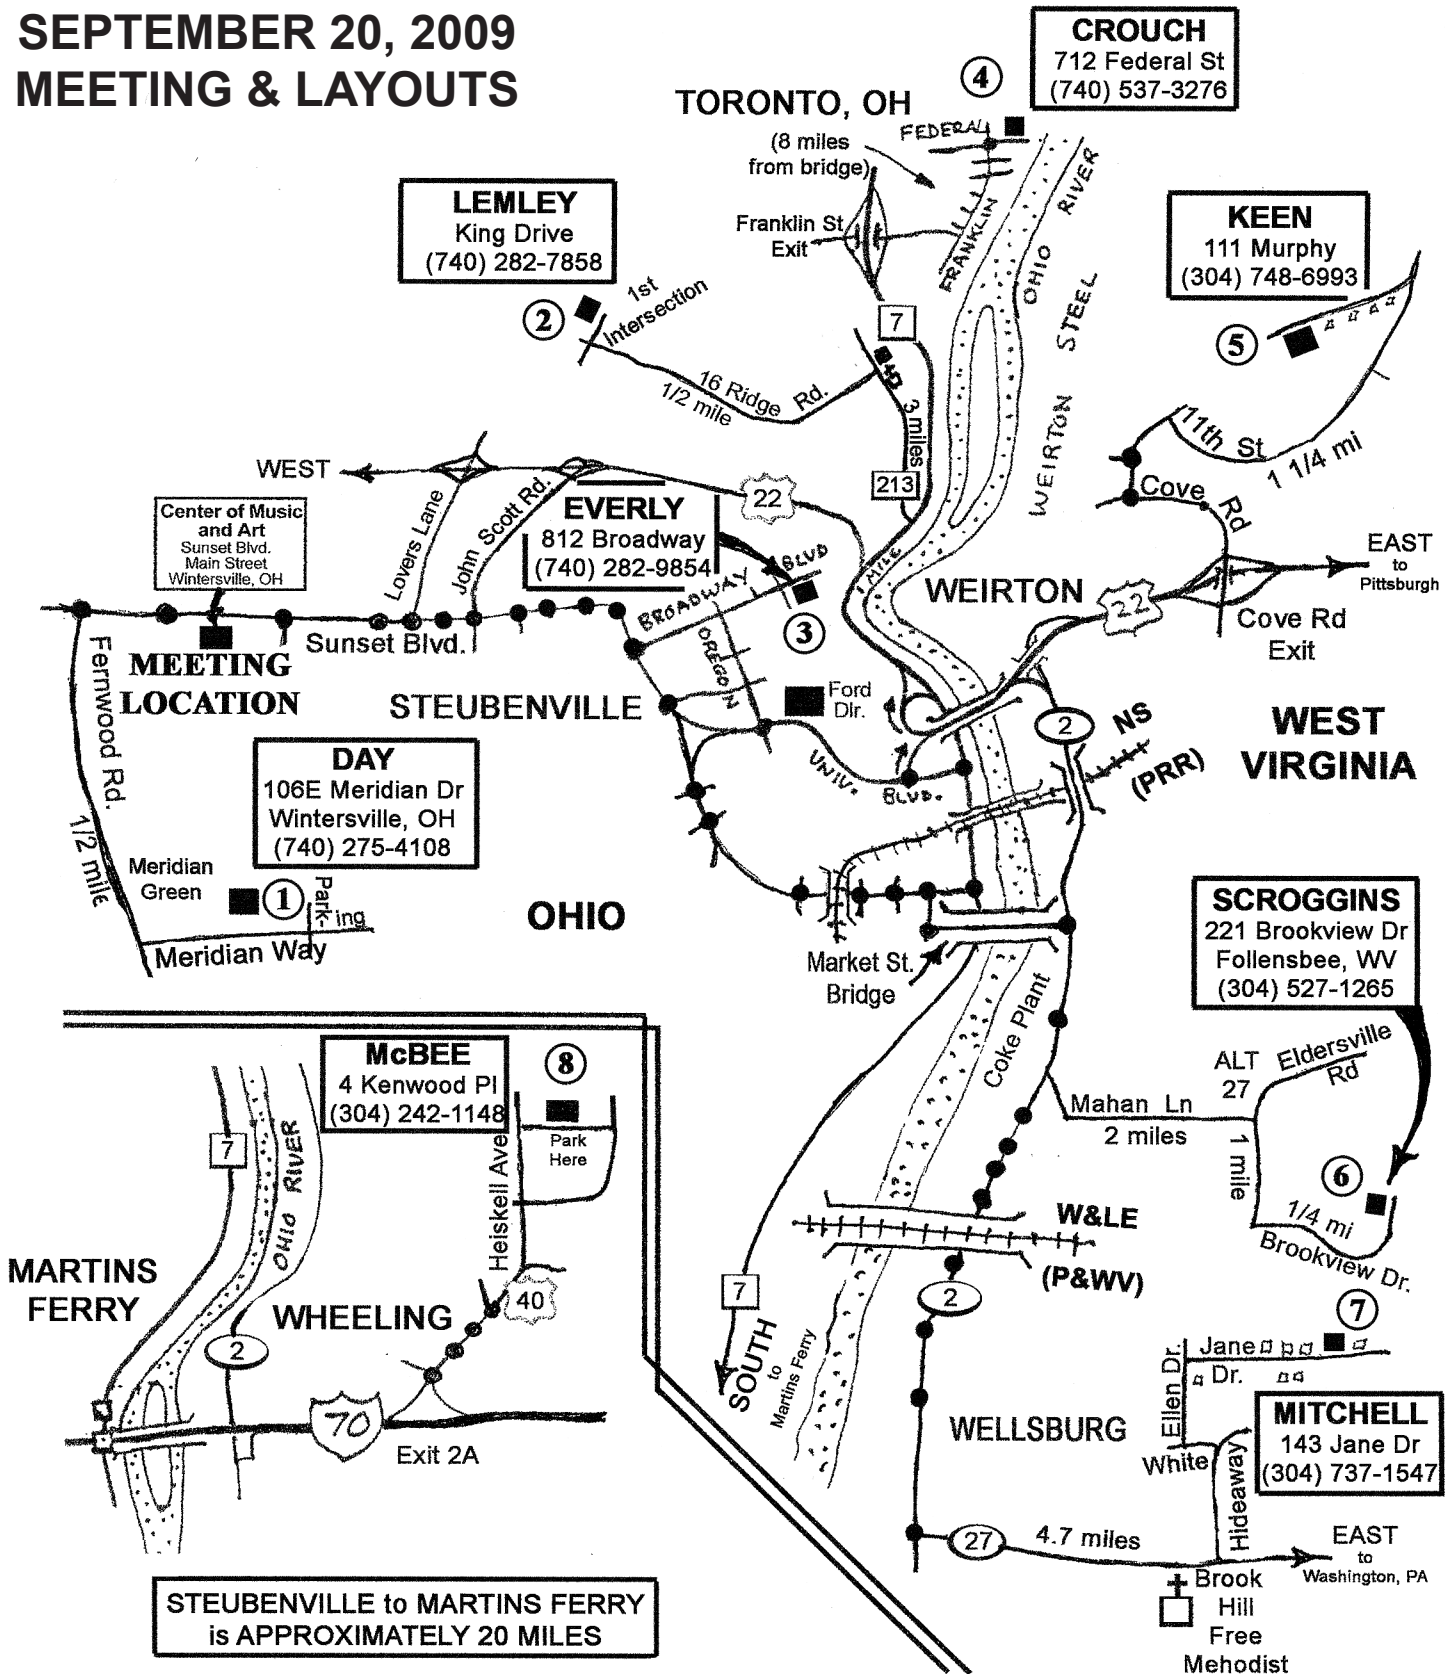 SEPTEMBER 20, 2009
MEETING & LAYOUTS
CROUCH
712 Federal St
(740) 537-3276
4
TORONTO, OH
(8 miles
from bridge)
FEDERAL
FRANKLIN
Franklin St
Exit
7
OHIO RIVER
WEIRTON STEEL
LEMLEY
King Drive
(740) 282-7858
2
1st
Intersection
16 Ridge Rd.
1/2 mile
3 miles
213
KEEN
111 Murphy
(304) 748-6993
5
11th St
1 1/4 mi
Cove Rd
WEST
22
Lovers Lane
John Scott Rd.
EVERLY
812 Broadway
(740) 282-9854
BROADWAY BLVD
OREGON
3
1 MILE
WEIRTON
22
EAST
to
Pittsburgh
Cove Rd
Exit
Center of Music
and Art
Sunset Blvd.
Main Street
Wintersville, OH
Sunset Blvd.
MEETING
LOCATION
STEUBENVILLE
Ford
Dlr.
UNIV. BLVD.
2
NS
(PRR)
WEST
VIRGINIA
Fernwood Rd.
1/2 mile
DAY
106E Meridian Dr
Wintersville, OH
(740) 275-4108
Meridian
Green
1
Park-
ing
Meridian Way
OHIO
Market St.
Bridge
Coke Plant
SCROGGINS
221 Brookview Dr
Follensbee, WV
(304) 527-1265
ALT
27
Eldersville
Rd
Mahan Ln
2 miles
1 mile
6
1/4 mi
Brookview Dr.
W&LE
(P&WV)
2
7
SOUTH
to
Martins Ferry
7
Jane
Dr.
Ellen Dr.
MITCHELL
143 Jane Dr
(304) 737-1547
White
Hideaway
WELLSBURG
27
4.7 miles
EAST
to
Washington, PA
Brook
Hill
Free
Mehodist
McBEE
4 Kenwood Pl
(304) 242-1148
8
Park
Here
Heiskell Ave
7
OHIO RIVER
MARTINS
FERRY
WHEELING
40
2
70
Exit 2A
STEUBENVILLE to MARTINS FERRY
is APPROXIMATELY 20 MILES